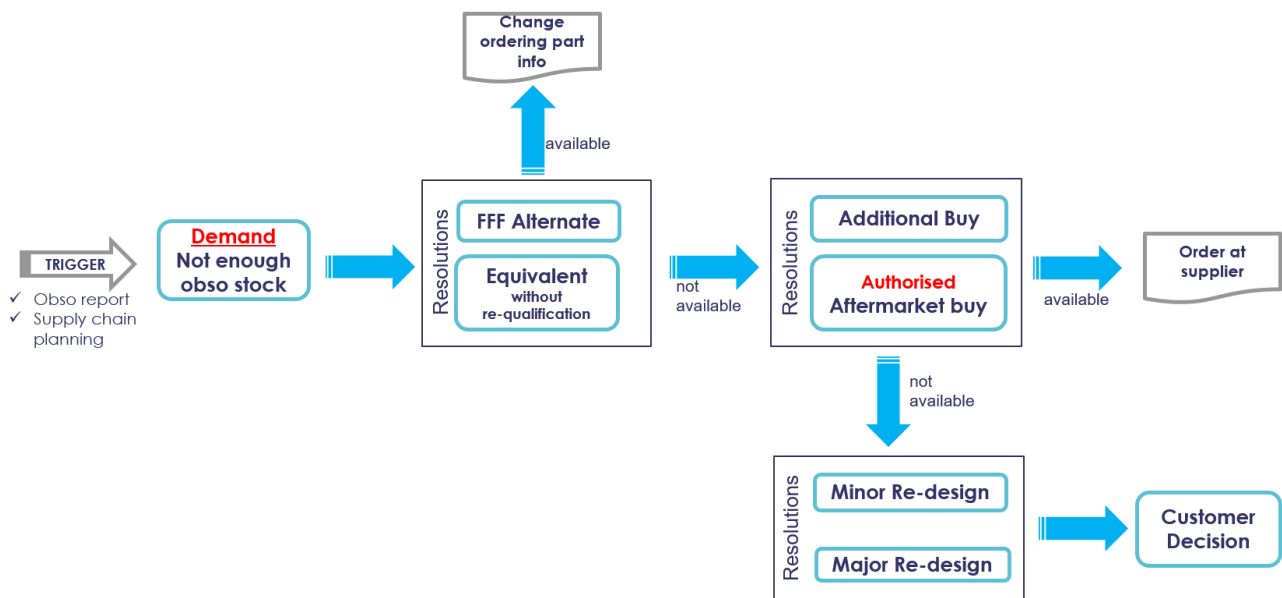 Change
ordering part
info
available
TRIGGER
✓ Obso report
✓ Supply chain
planning
Demand
Not enough
obso stock
Resolutions
FFF Alternate
Equivalent
without
re-qualification
not
available
Resolutions
Additional Buy
Authorised
Aftermarket buy
available
Order at
supplier
not
available
Resolutions
Minor Re-design
Major Re-design
Customer
Decision